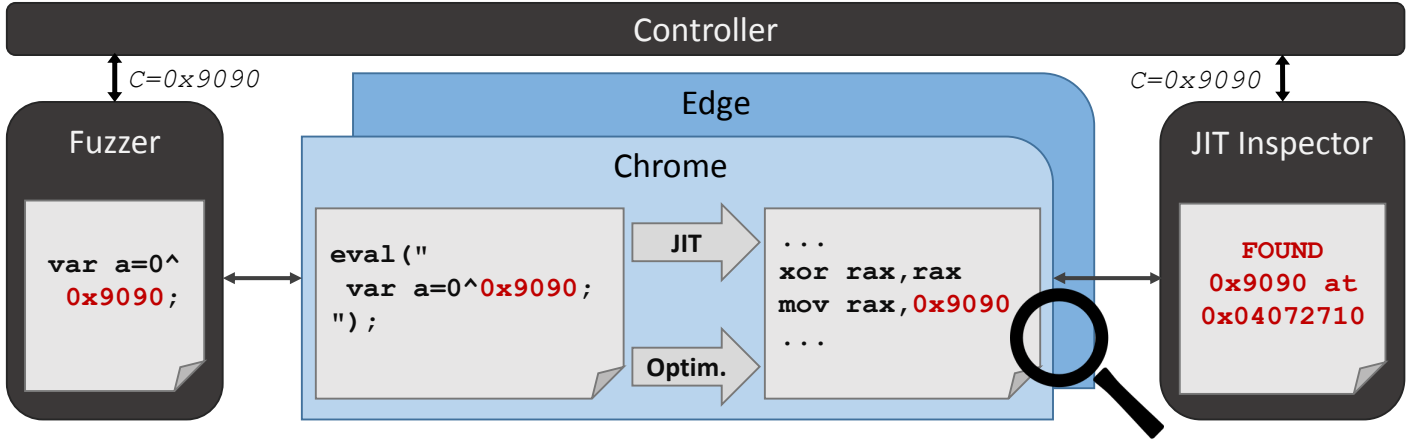 Controller
C=0x9090
C=0x9090
Fuzzer
var a=0^
0x9090;
Edge
Chrome
eval("
var a=0^0x9090;
");
JIT
Optim.
...
xor rax,rax
mov rax,0x9090
...
JIT Inspector
FOUND
0x9090 at
0x04072710